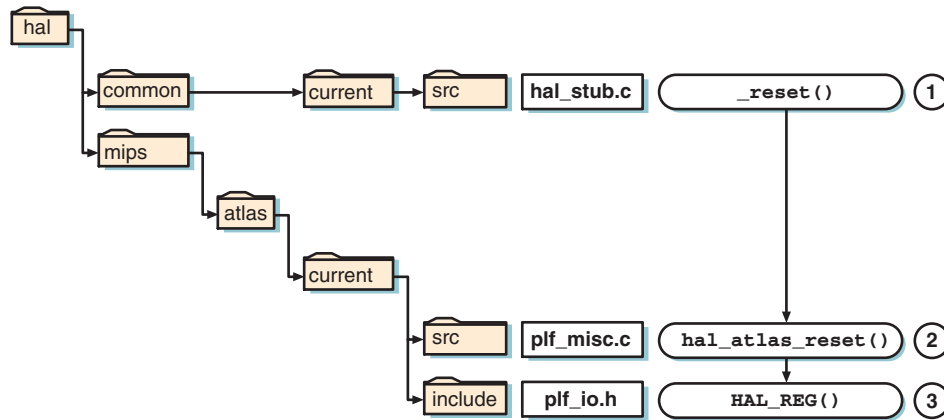 hal
common current src hal_stub.c _reset() 1
mips
atlas
current
src plf_misc.c hal_atlas_reset() 2
include plf_io.h HAL_REG() 3